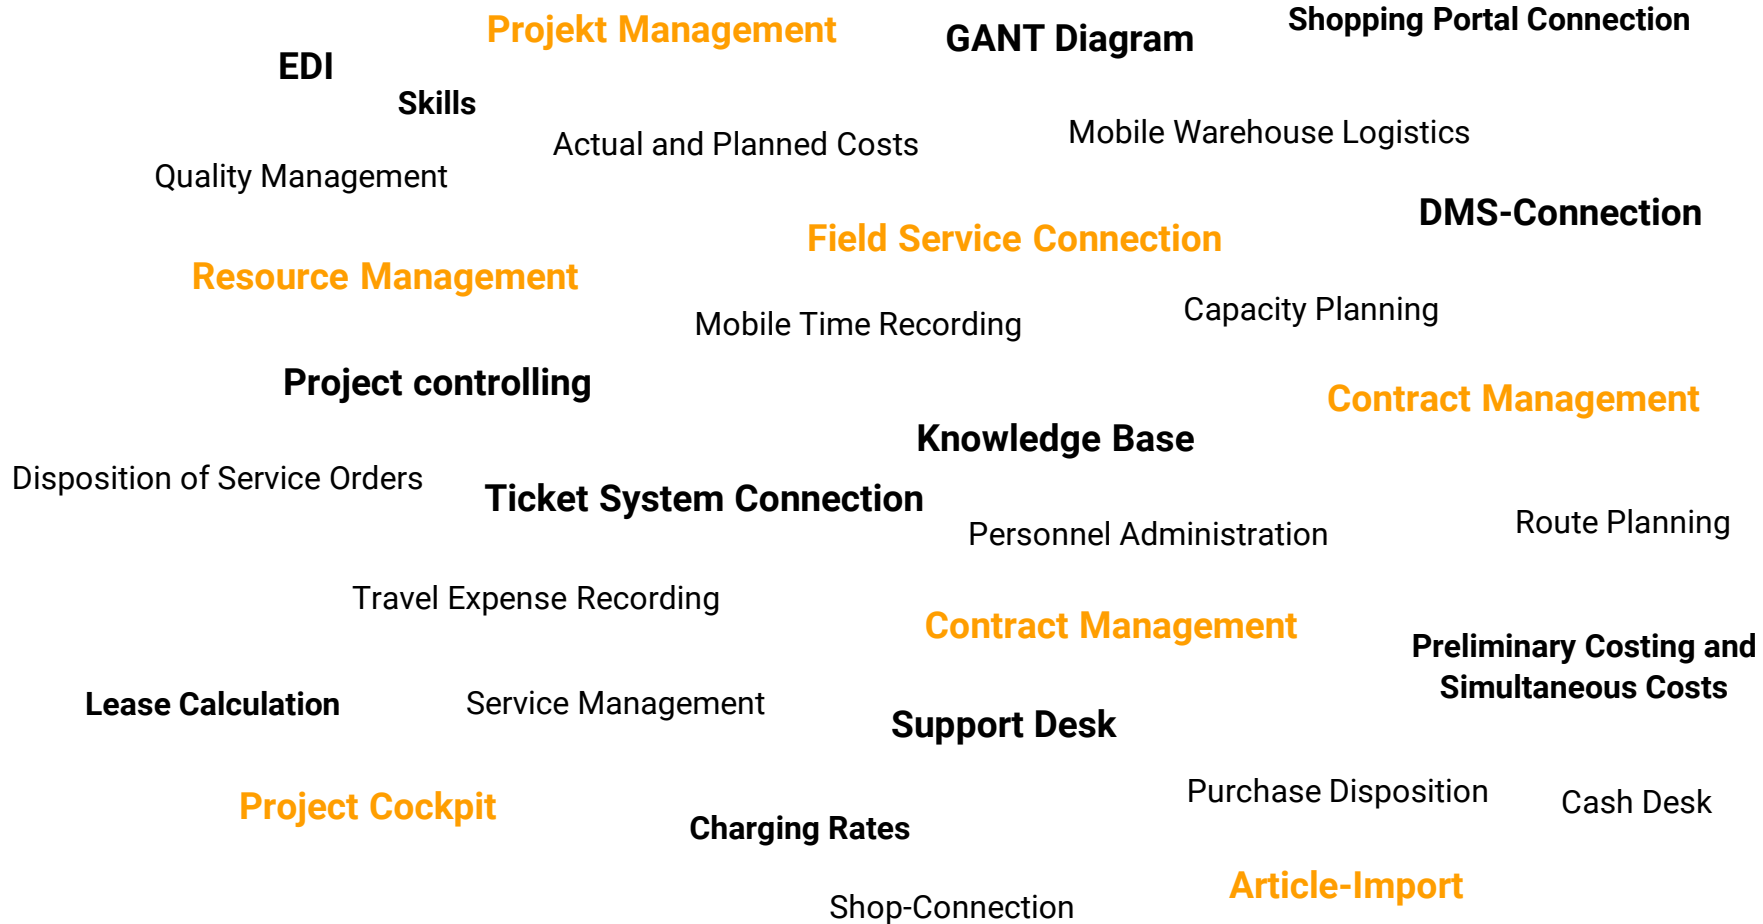 Shopping Portal Connection
Projekt Management
GANT Diagram
EDI
Skills
Mobile Warehouse Logistics
Actual and Planned Costs
Quality Management
DMS-Connection
Field Service Connection
Resource Management
Capacity Planning
Mobile Time Recording
Project controlling
Contract Management
Knowledge Base
Disposition of Service Orders
Ticket System Connection
Route Planning
Personnel Administration
Travel Expense Recording
Contract Management
Preliminary Costing and
Simultaneous Costs
Lease Calculation
Service Management
Support Desk
Purchase Disposition
Cash Desk
Project Cockpit
Charging Rates
Article-Import
Shop-Connection